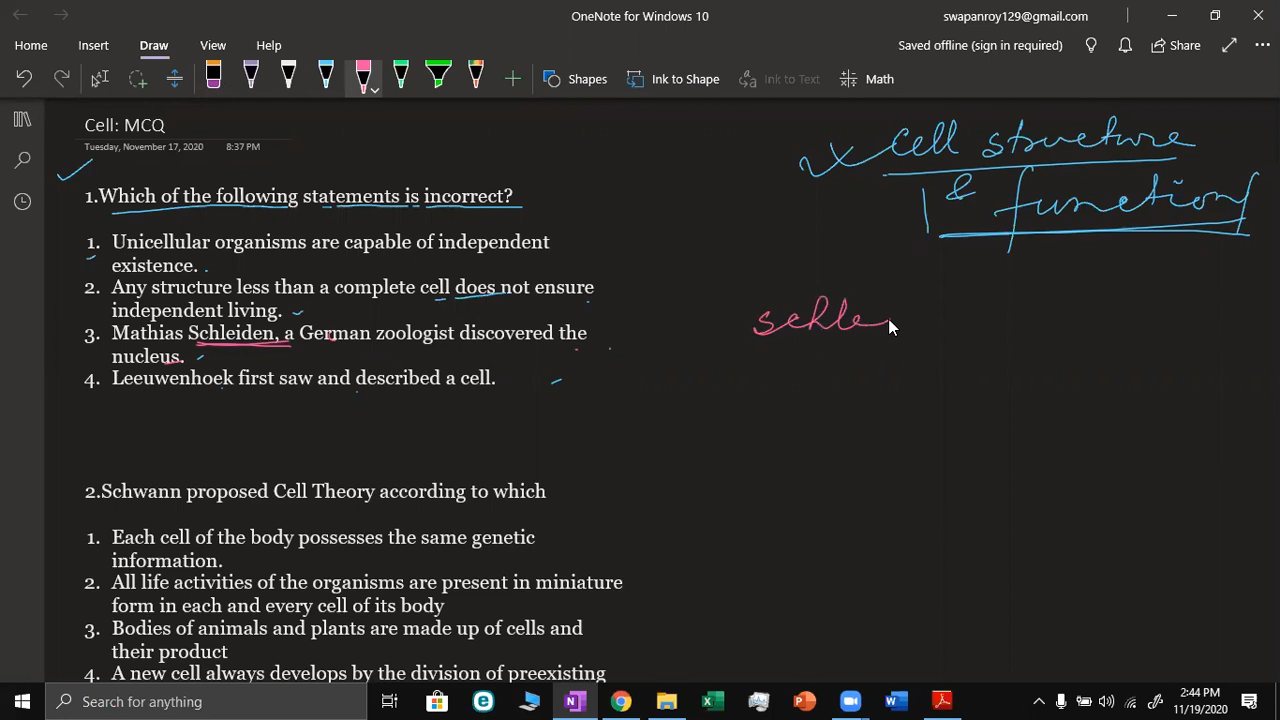 OneNote for Windows 10
swapanroy129@gmail.com
Home Insert Draw View Help
Saved offline (sign in required)
Share
Shapes
Ink to Shape
Ink to Text
Math
Cell: MCQ
Tuesday, November 17, 2020 8:37 PM
cell structure
& function
1.Which of the following statements is incorrect?
1. Unicellular organisms are capable of independent
existence.
2. Any structure less than a complete cell does not ensure
independent living.
3. Mathias Schleiden, a German zoologist discovered the
nucleus.
4. Leeuwenhoek first saw and described a cell.
schle
2.Schwann proposed Cell Theory according to which
1. Each cell of the body possesses the same genetic
information.
2. All life activities of the organisms are present in miniature
form in each and every cell of its body
3. Bodies of animals and plants are made up of cells and
their product
4. A new cell always develops by the division of preexisting
Search for anything
2:44 PM
11/19/2020